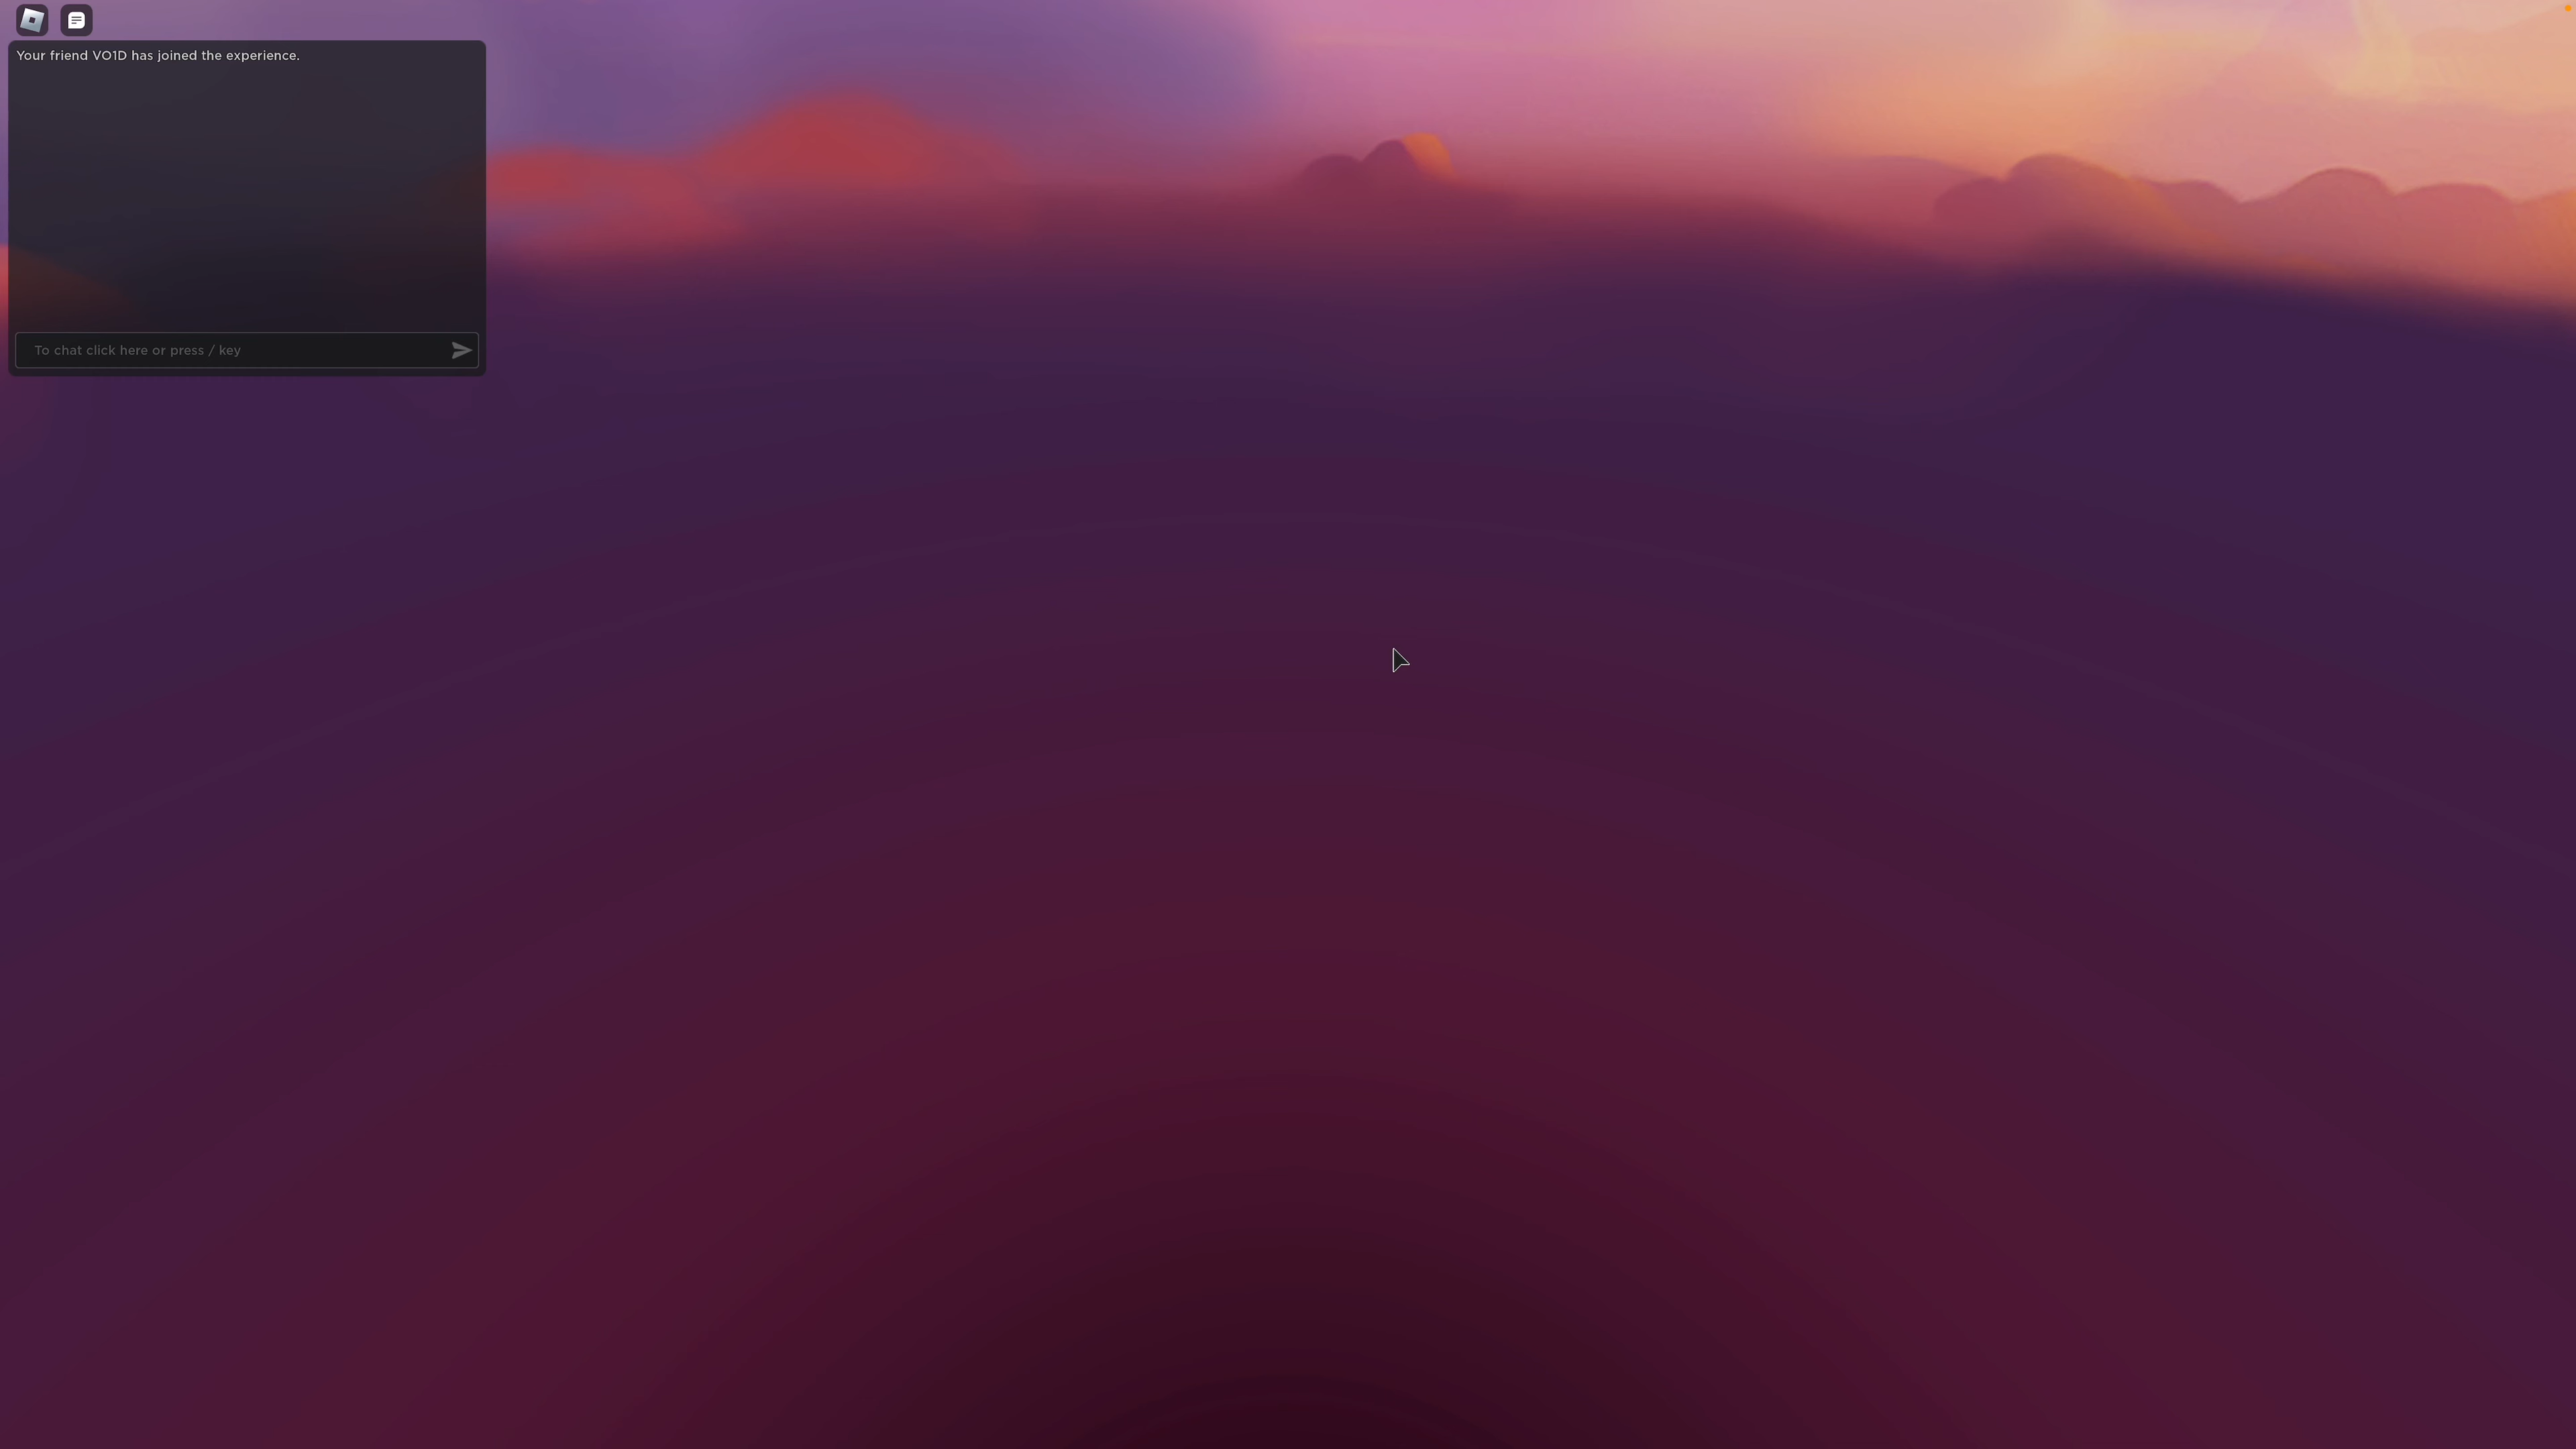 Your friend VO1D has joined the experience.
To chat click here or press / key